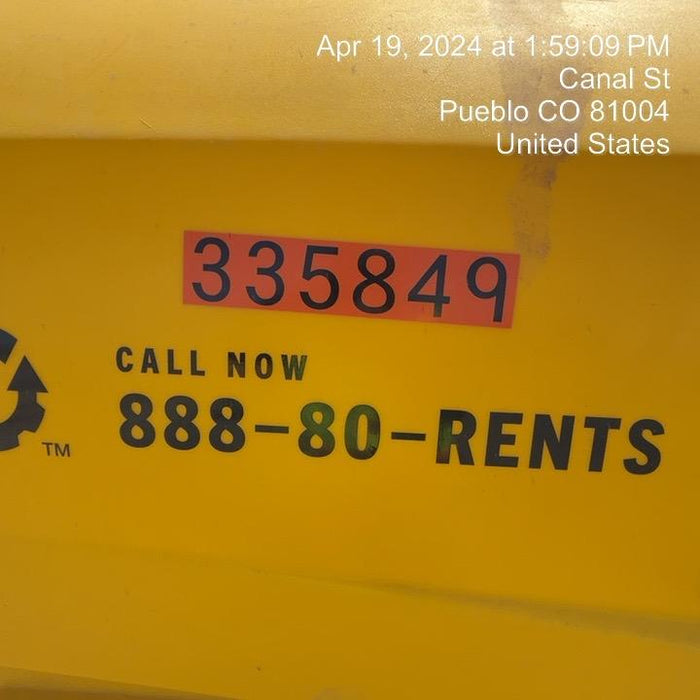 Apr 19, 2024 at 1:59:09 PM
Canal St
Pueblo CO 81004
United States
335849
CALL NOW
888-80-RENTS
TM